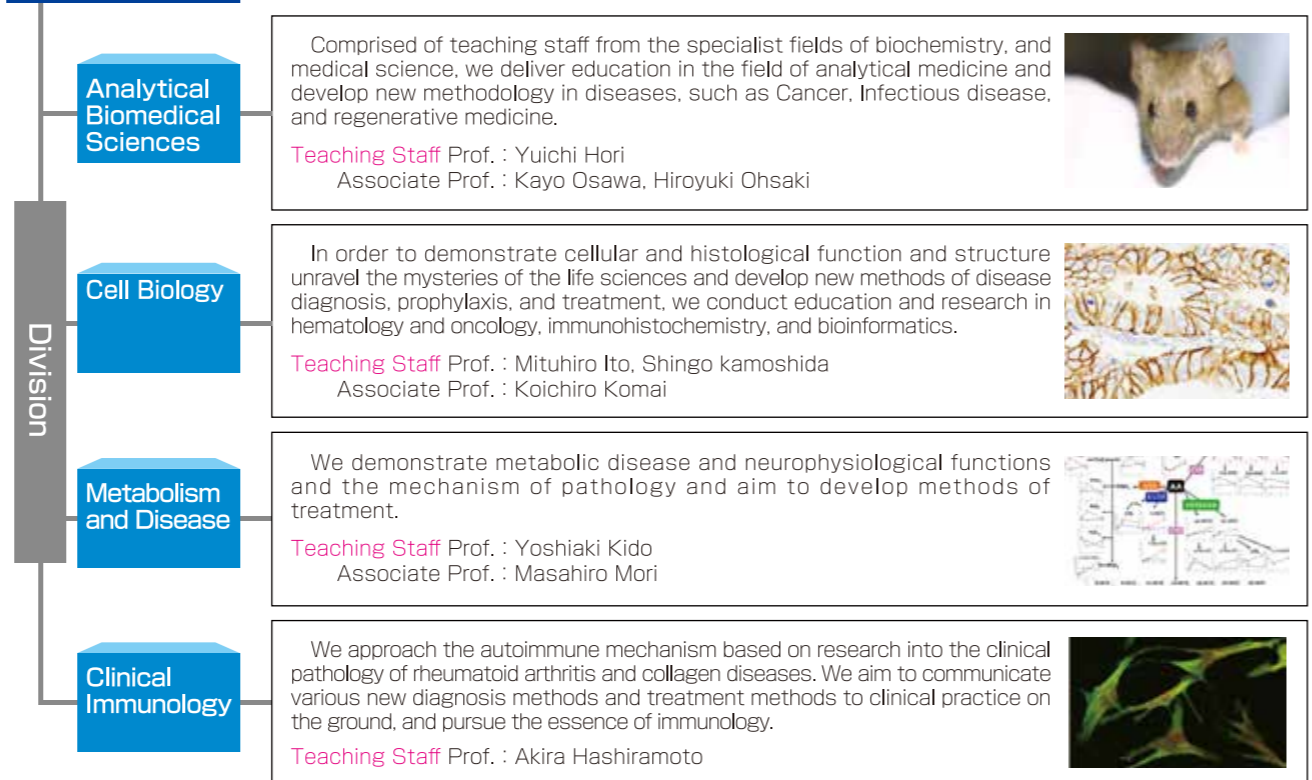 Division
Analytical
Biomedical
Sciences
Comprised of teaching staff from the specialist fields of biochemistry, and
medical science, we deliver education in the field of analytical medicine and
develop new methodology in diseases, such as Cancer, Infectious disease,
and regenerative medicine.
Teaching Staff Prof. : Yuichi Hori
Associate Prof. : Kayo Osawa, Hiroyuki Ohsaki
Cell Biology
In order to demonstrate cellular and histological function and structure
unravel the mysteries of the life sciences and develop new methods of disease
diagnosis, prophylaxis, and treatment, we conduct education and research in
hematology and oncology, immunohistochemistry, and bioinformatics.
Teaching Staff Prof. : Mituhiro Ito, Shingo kamoshida
Associate Prof. : Koichiro Komai
Metabolism
and Disease
We demonstrate metabolic disease and neurophysiological functions
and the mechanism of pathology and aim to develop methods of
treatment.
Teaching Staff Prof. : Yoshiaki Kido
Associate Prof. : Masahiro Mori
AA
Clinical
Immunology
We approach the autoimmune mechanism based on research into the clinical
pathology of rheumatoid arthritis and collagen diseases. We aim to communicate
various new diagnosis methods and treatment methods to clinical practice on
the ground, and pursue the essence of immunology.
Teaching Staff Prof. : Akira Hashiramoto